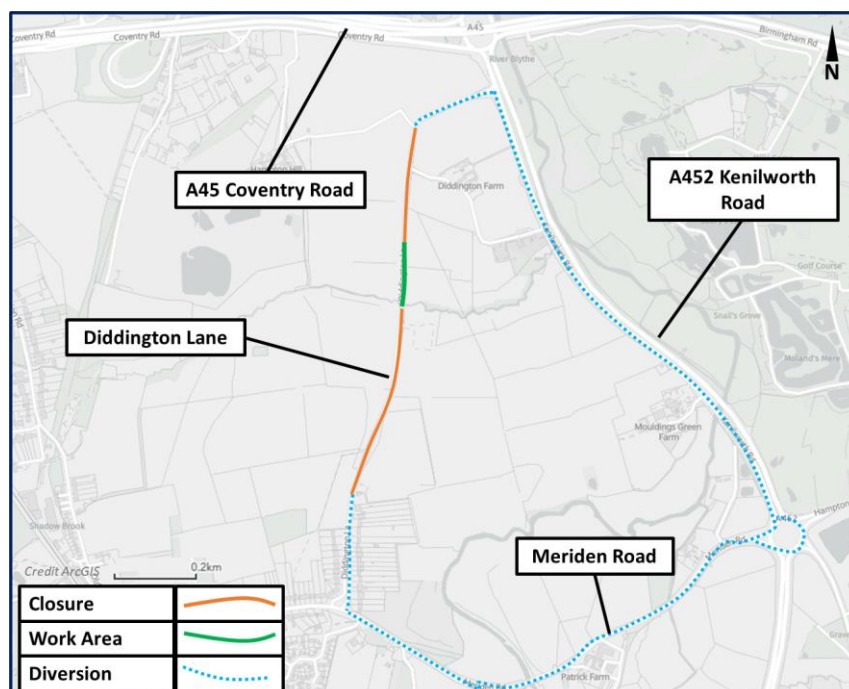 A45
Coventry Rd
Coventry Rd
Coventry Rd
Birmingham Rd
River Blythe
N
A45 Coventry Road
Diddington Farm
A452 Kenilworth
Road
Golf Course
Snail's Grove
Moland's Mere
Diddington Lane
Mouldings Green
Farm
Shadow Brook
Meriden Road
Credit ArcGIS
0.2km
Patrick Farm
Closure
Work Area
Diversion